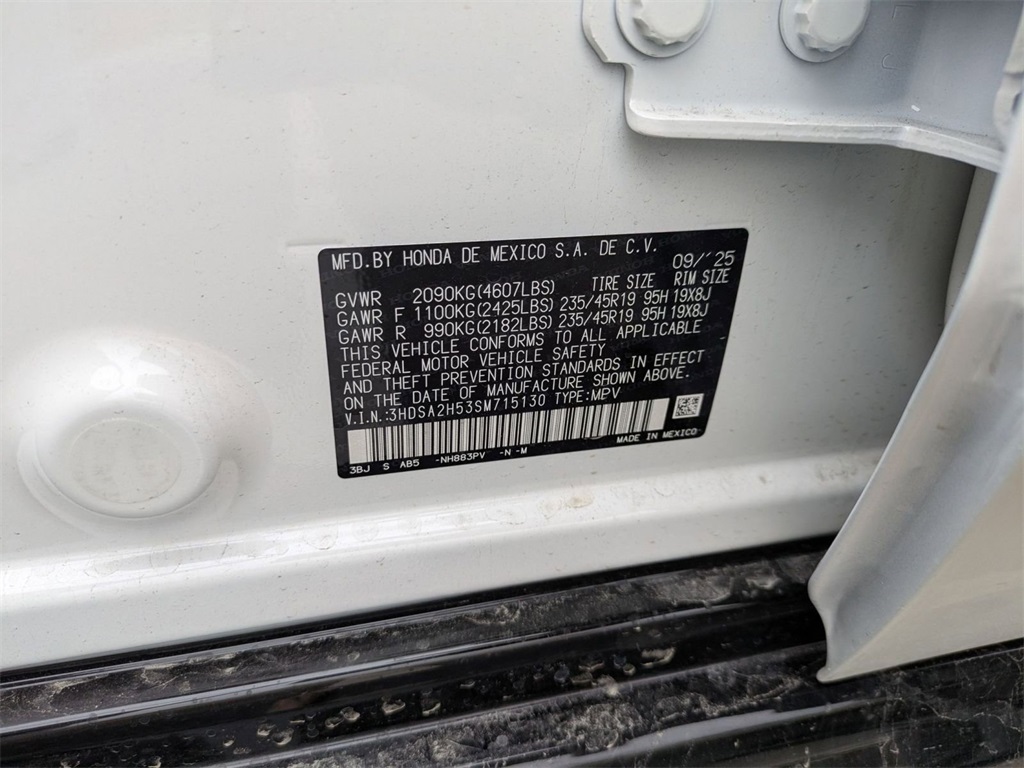 MFD.BY HONDA DE MEXICO S.A. DE C.V. 09/´25
GVWR 2090KG(4607LBS) TIRE SIZE RIM SIZE
GAWR F 1100KG(2425LBS) 235/45R19 95H 19X8J
GAWR R 990KG(2182LBS) 235/45R19 95H 19X8J
THIS VEHICLE CONFORMS TO ALL APPLICABLE
FEDERAL MOTOR VEHICLE SAFETY
AND THEFT PREVENTION STANDARDS IN EFFECT
ON THE DATE OF MANUFACTURE SHOWN ABOVE.
V.I.N.:3HDSA2H53SM715130 TYPE:MPV
MADE IN MEXICO
3BJ S AB5 -NH883PV -N -M